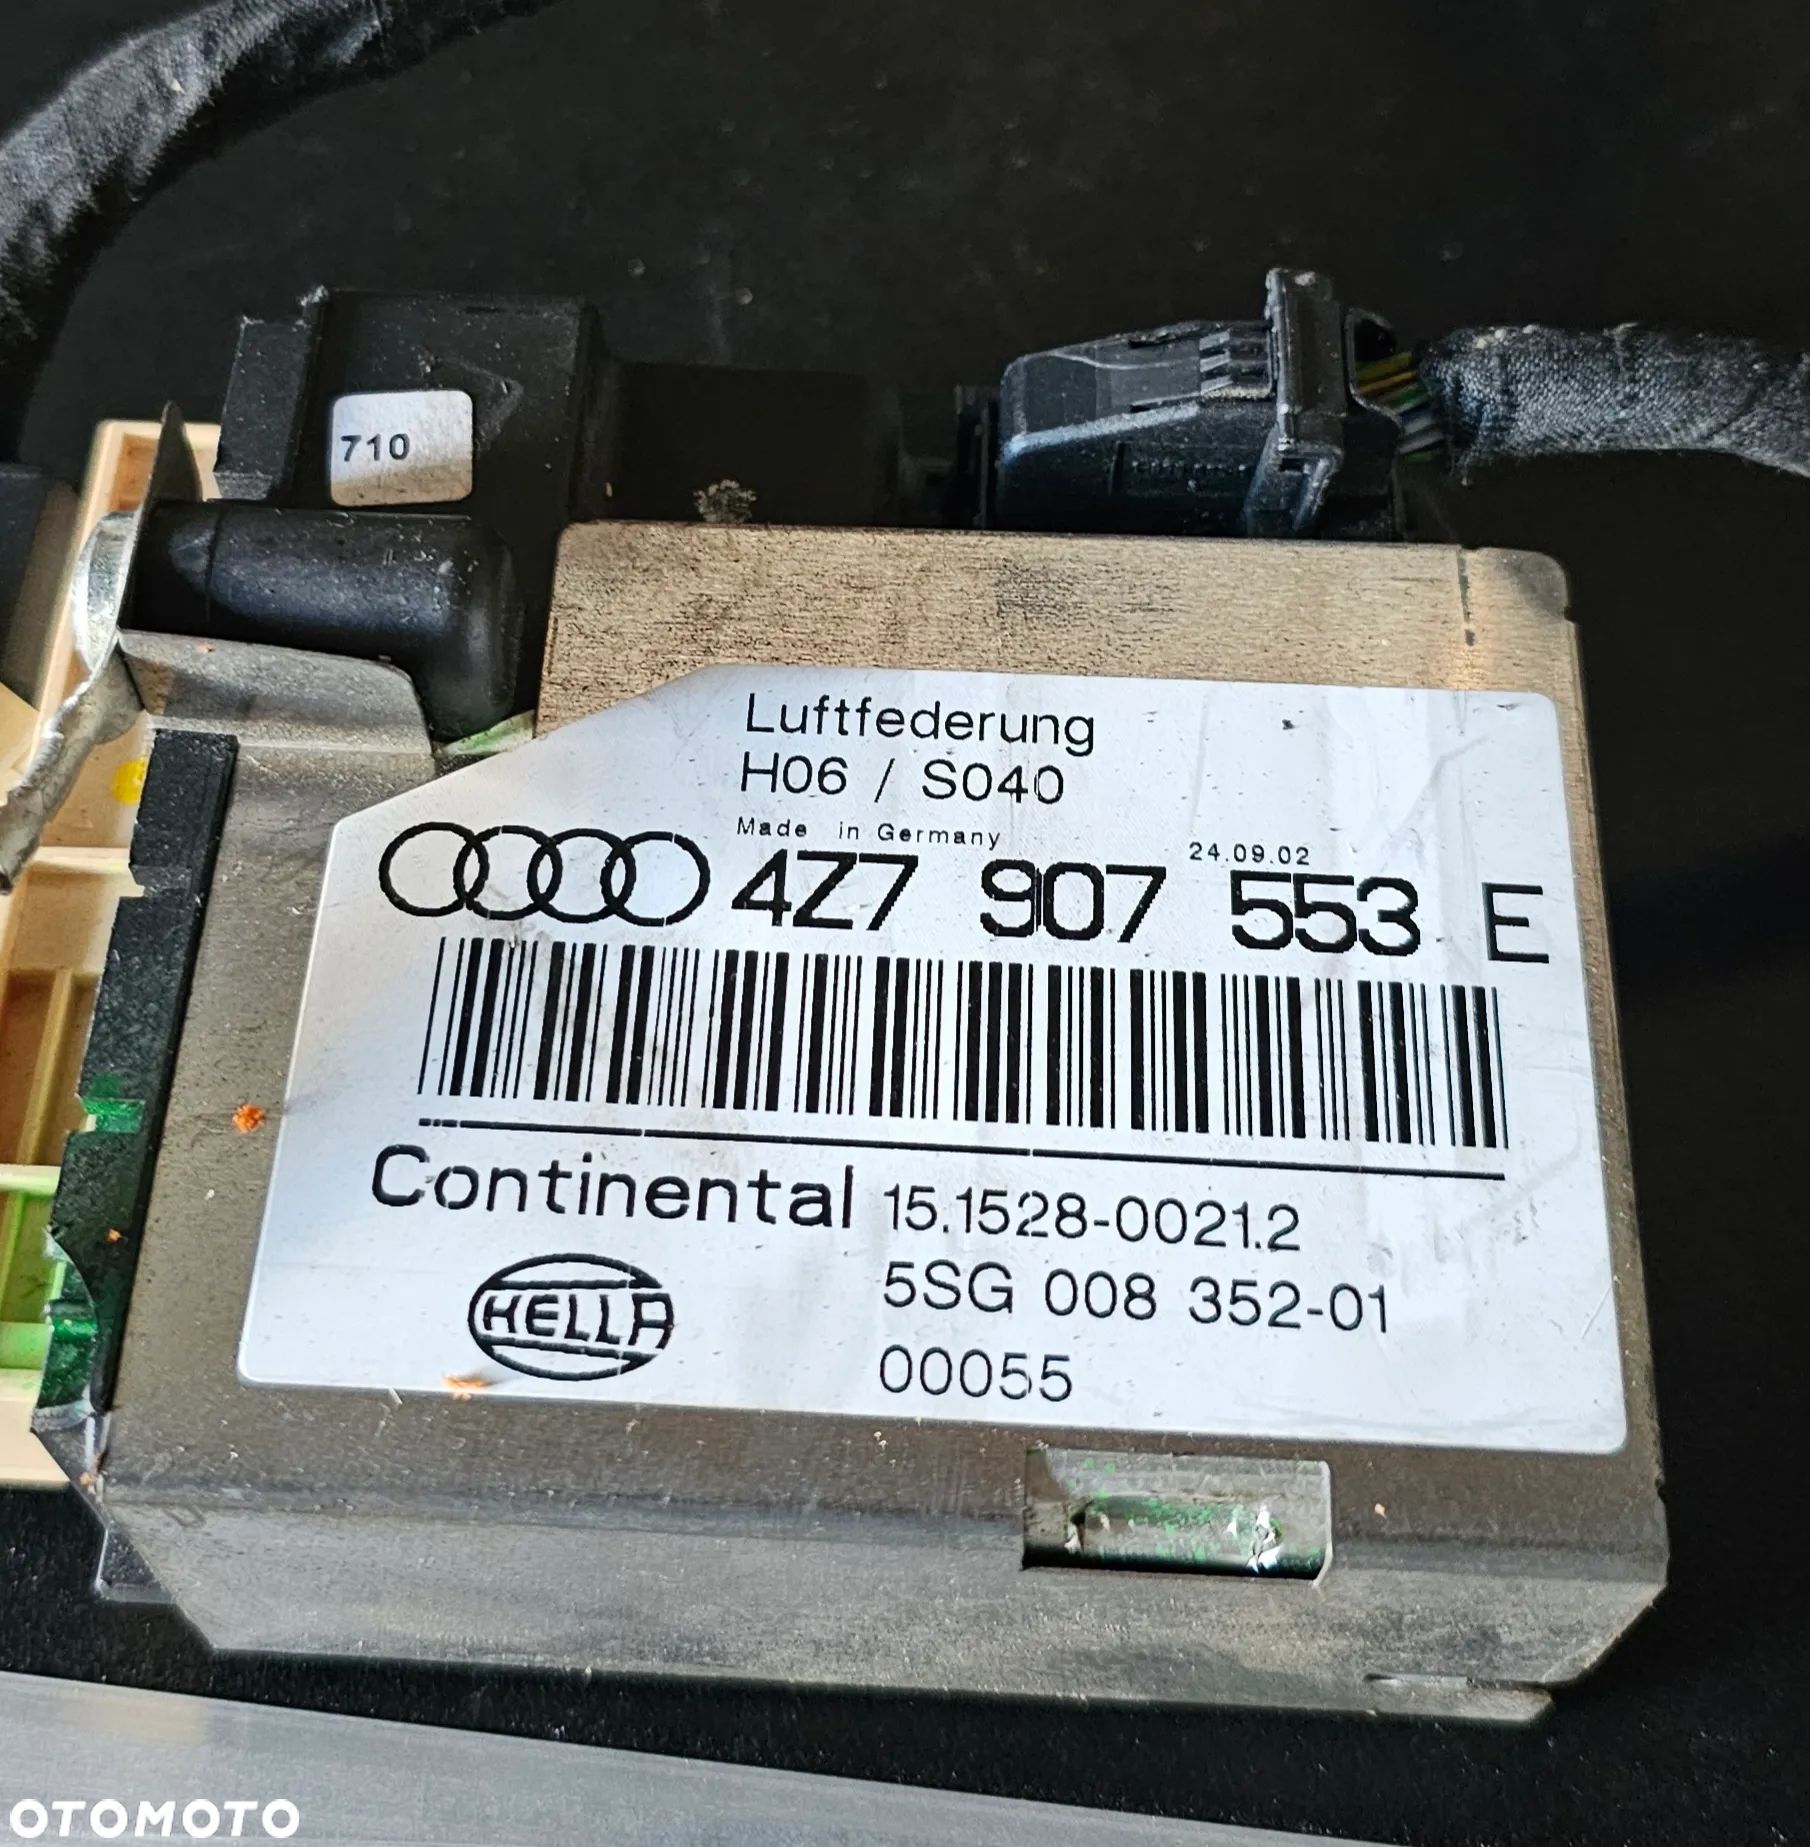 710
Luftfederung
H06 / S040
Made in Germany
24.09.02
4Z7 907 553 E
Continental 15.1528-0021.2
HELLA
5SG 008 352-01
00055
OTOMOTO